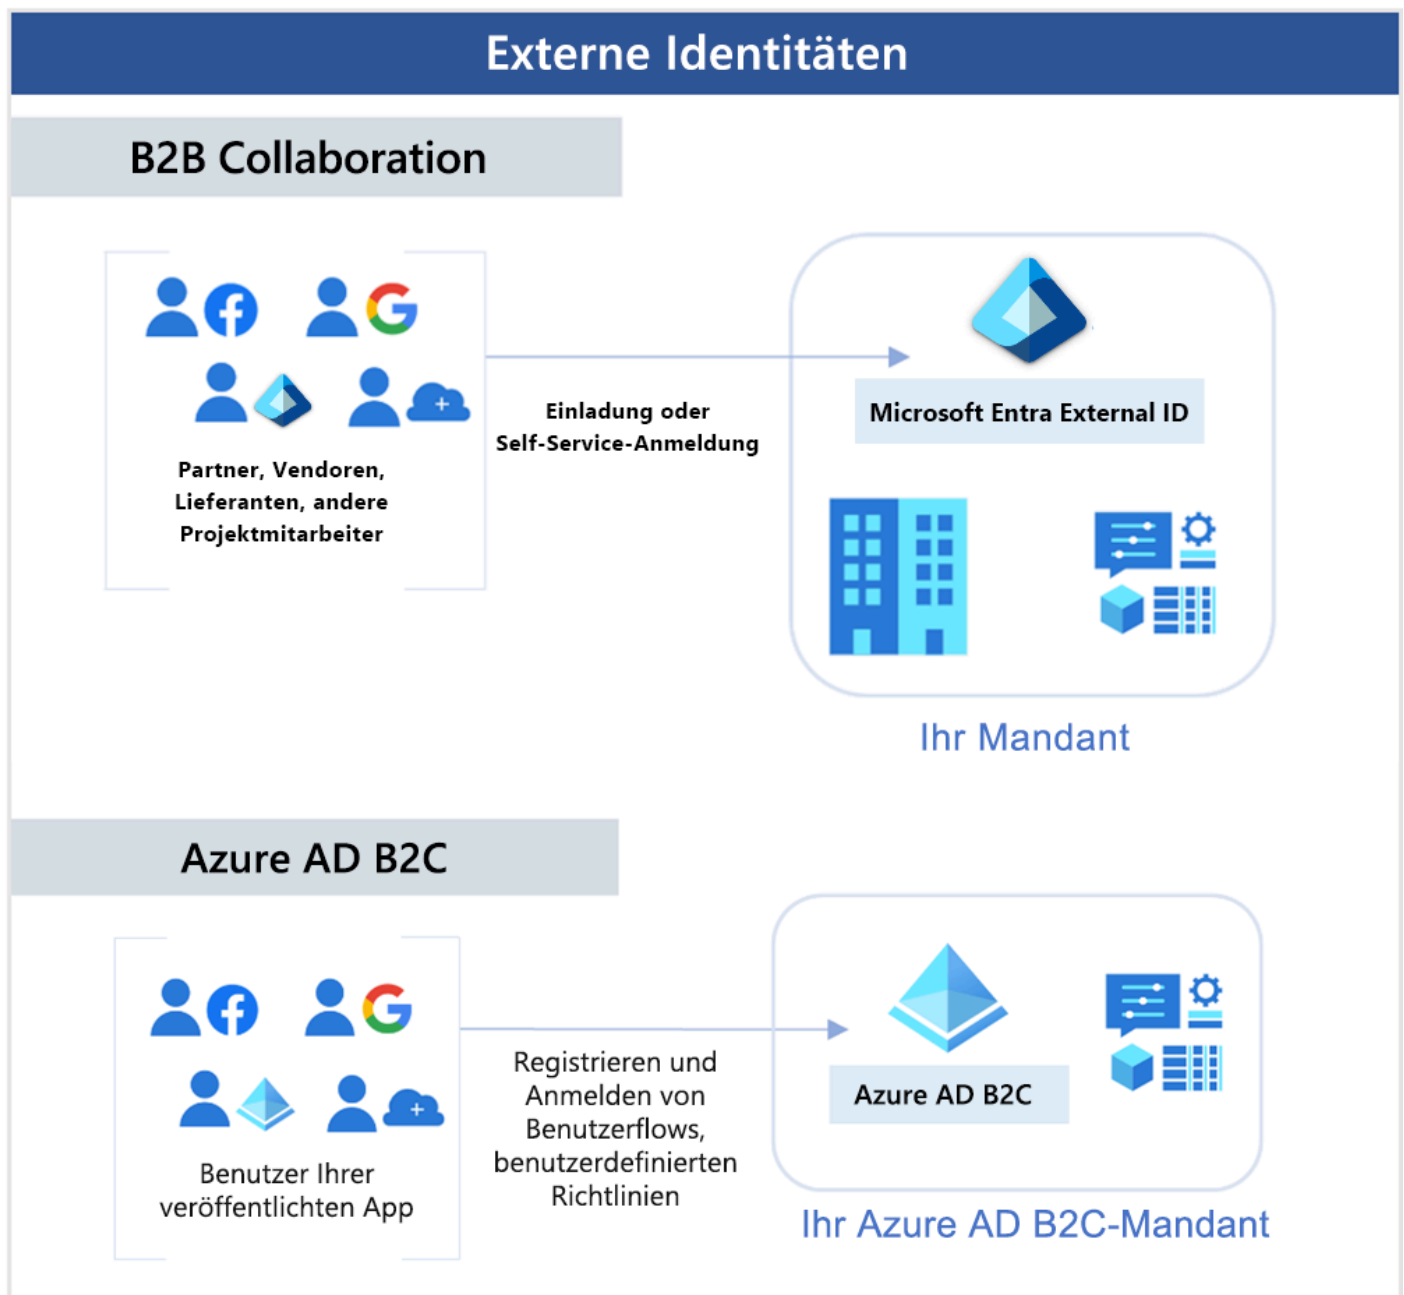 Externe Identitäten
B2B Collaboration
Partner, Vendoren,
Lieferanten, andere
Projektmitarbeiter
Einladung oder
Self-Service-Anmeldung
Microsoft Entra External ID
Ihr Mandant
Azure AD B2C
Benutzer Ihrer
veröffentlichten App
Registrieren und
Anmelden von
Benutzerflows,
benutzerdefinierten
Richtlinien
Azure AD B2C
Ihr Azure AD B2C-Mandant